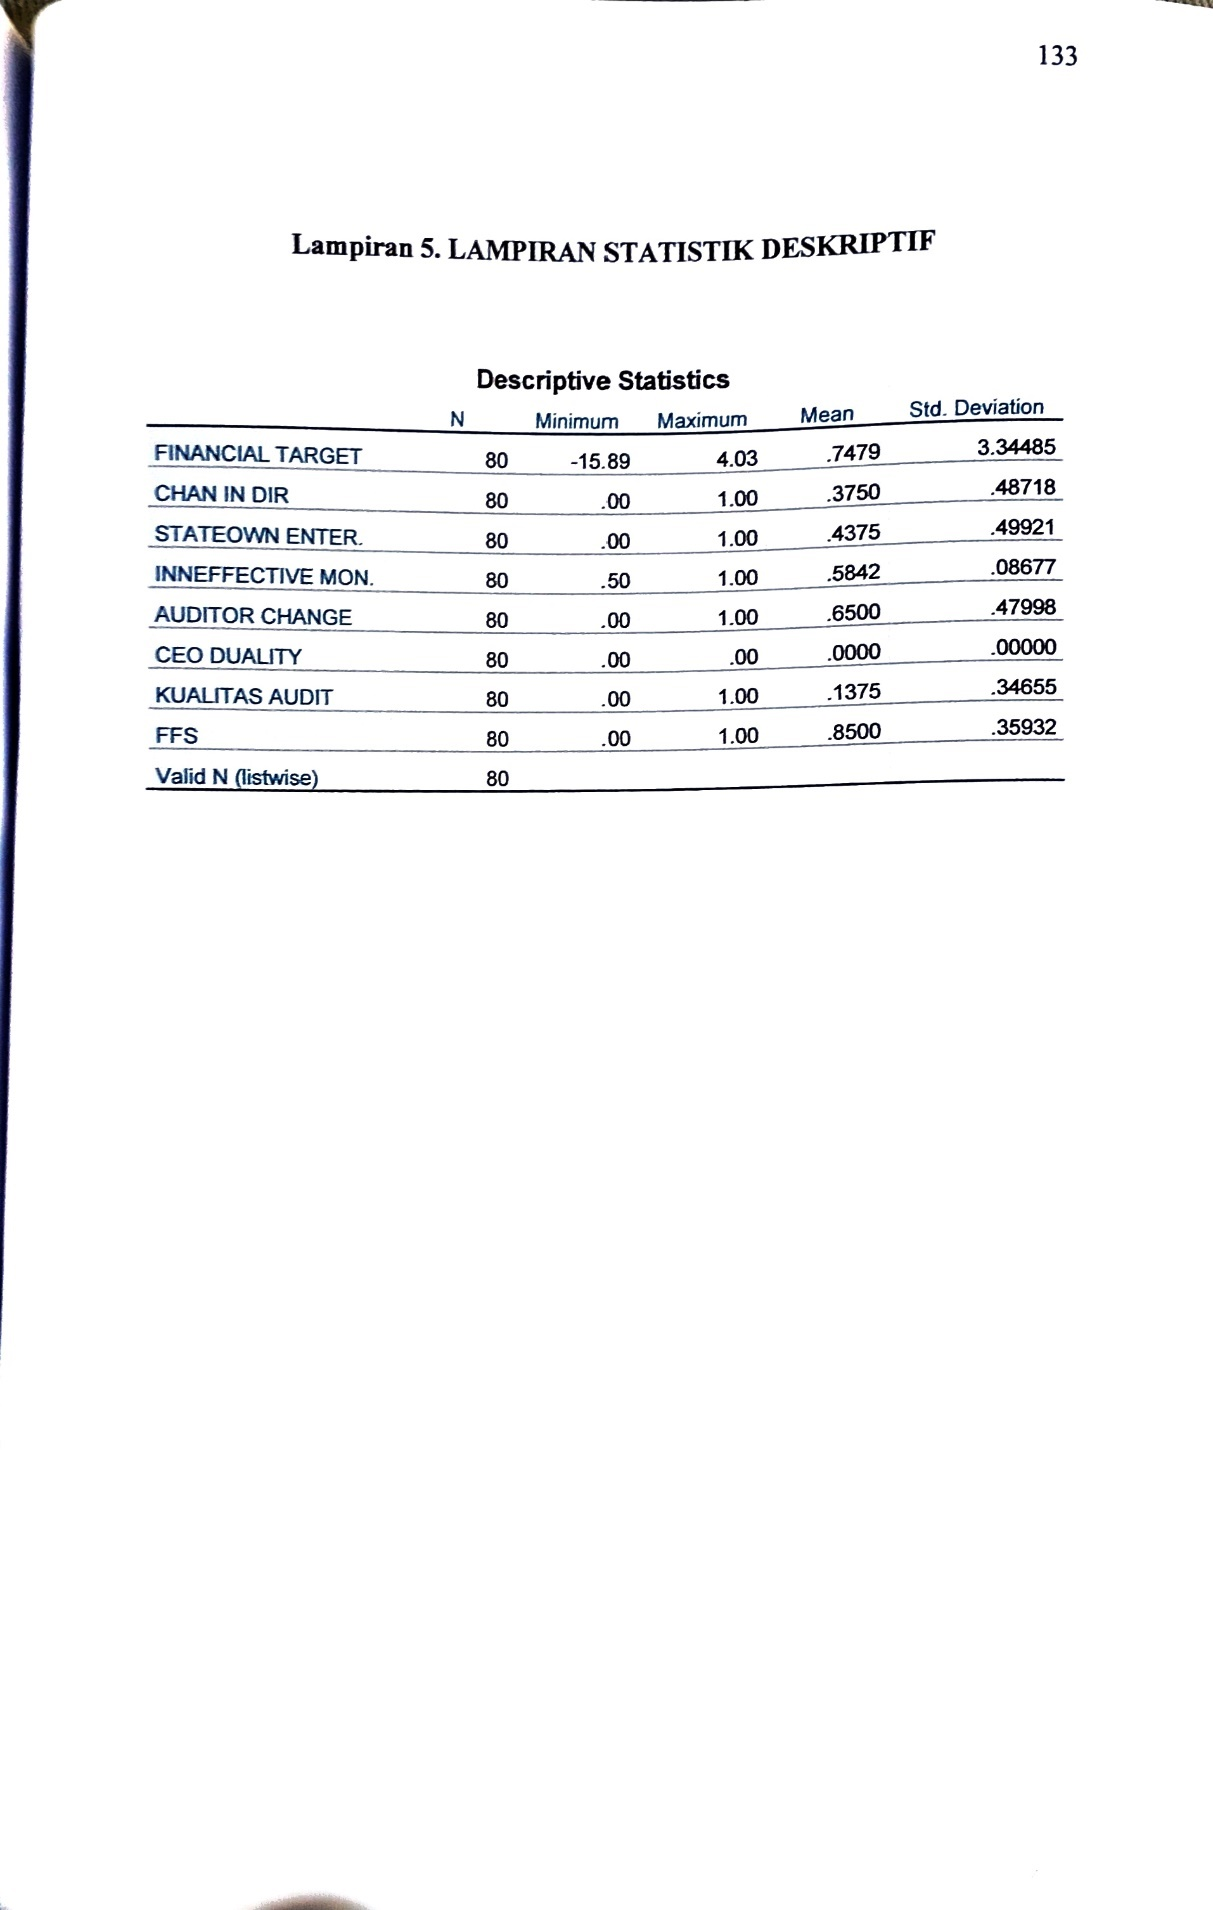 133
Lampiran 5. LAMPIRAN STATISTIK DESKRIPTIF
Descriptive Statistics
N Minimum Maximum Mean Std. Deviation
FINANCIAL TARGET 80 -15.89 4.03 .7479 3.34485
CHAN IN DIR 80 .00 1.00 .3750 .48718
STATEOWN ENTER. 80 .00 1.00 .4375 .49921
INNEFFECTIVE MON. 80 .50 1.00 .5842 .08677
AUDITOR CHANGE 80 .00 1.00 .6500 .47998
CEO DUALITY 80 .00 .00 .0000 .00000
KUALITAS AUDIT 80 .00 1.00 .1375 .34655
FFS 80 .00 1.00 .8500 .35932
Valid N (listwise) 80